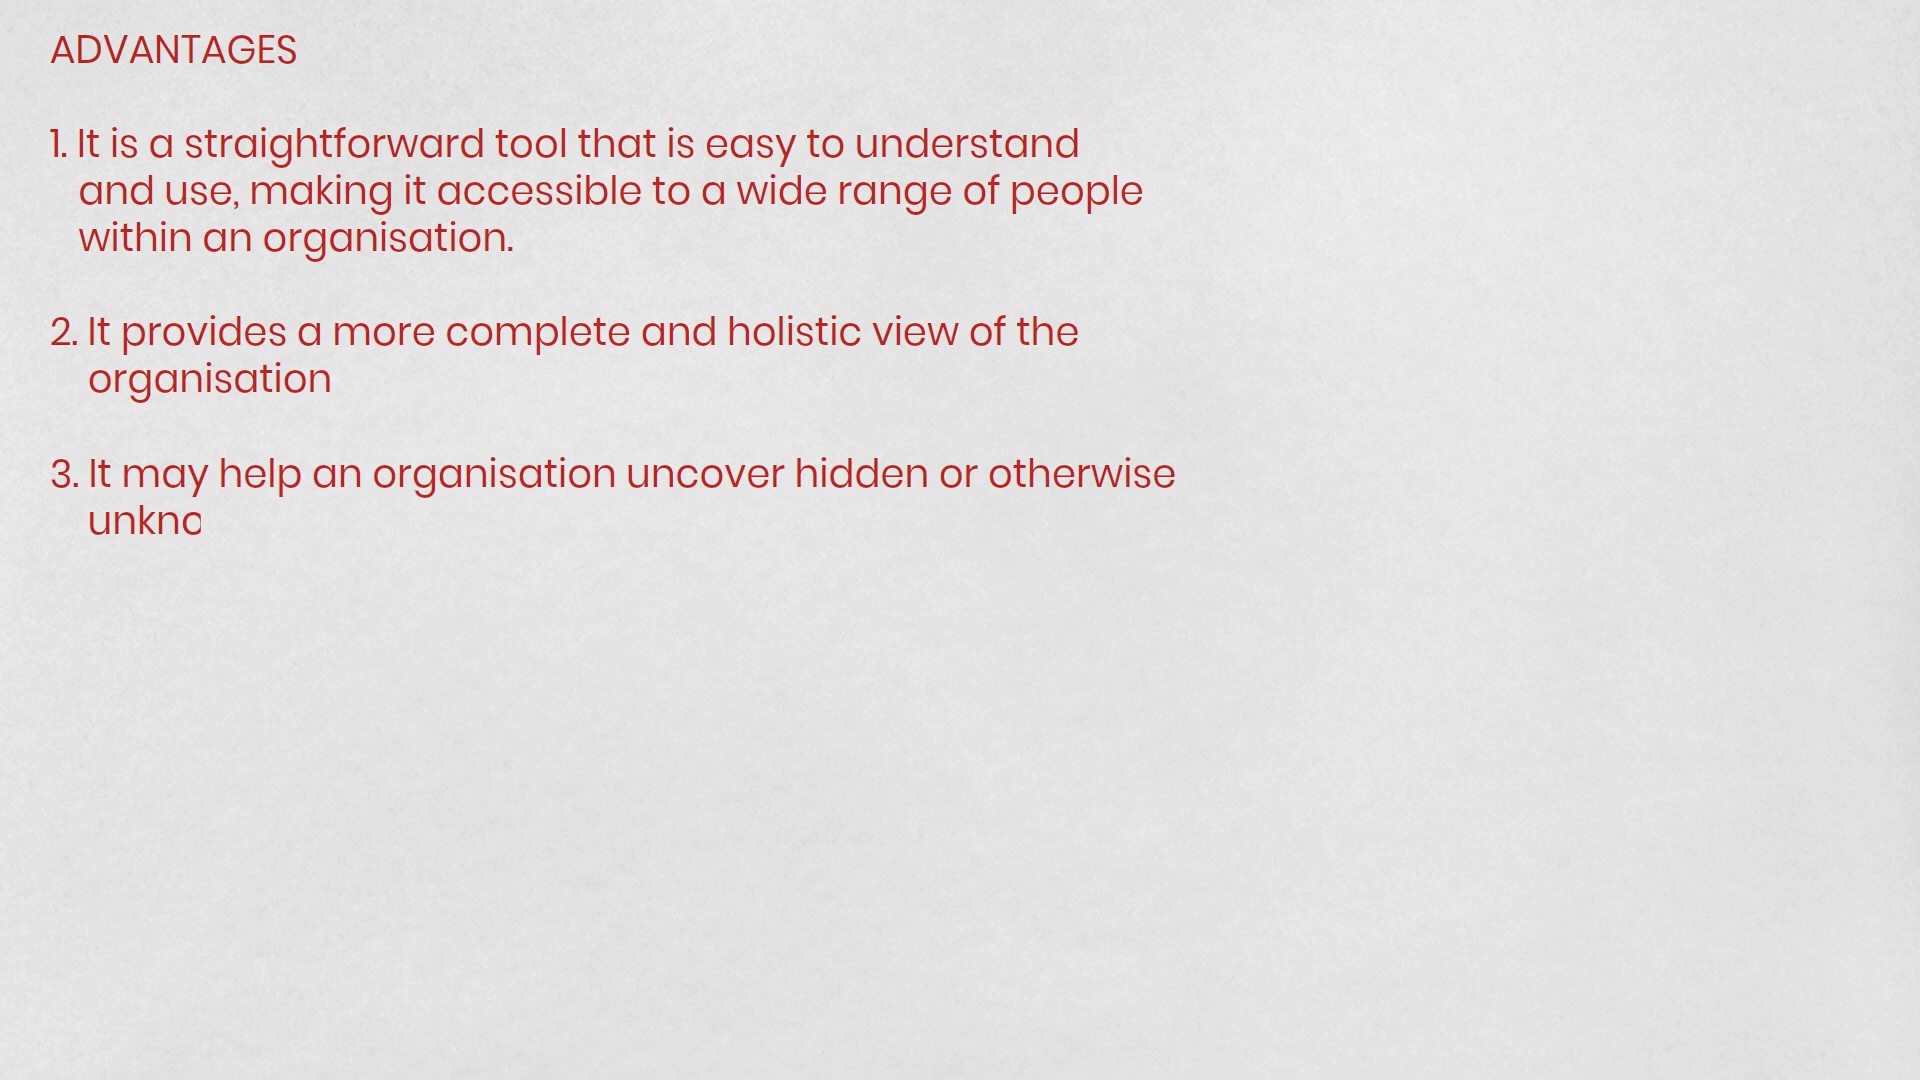 ADVANTAGES
1. It is a straightforward tool that is easy to understand
and use, making it accessible to a wide range of people
within an organisation.
2. It provides a more complete and holistic view of the
organisation
3. It may help an organisation uncover hidden or otherwise
unkno